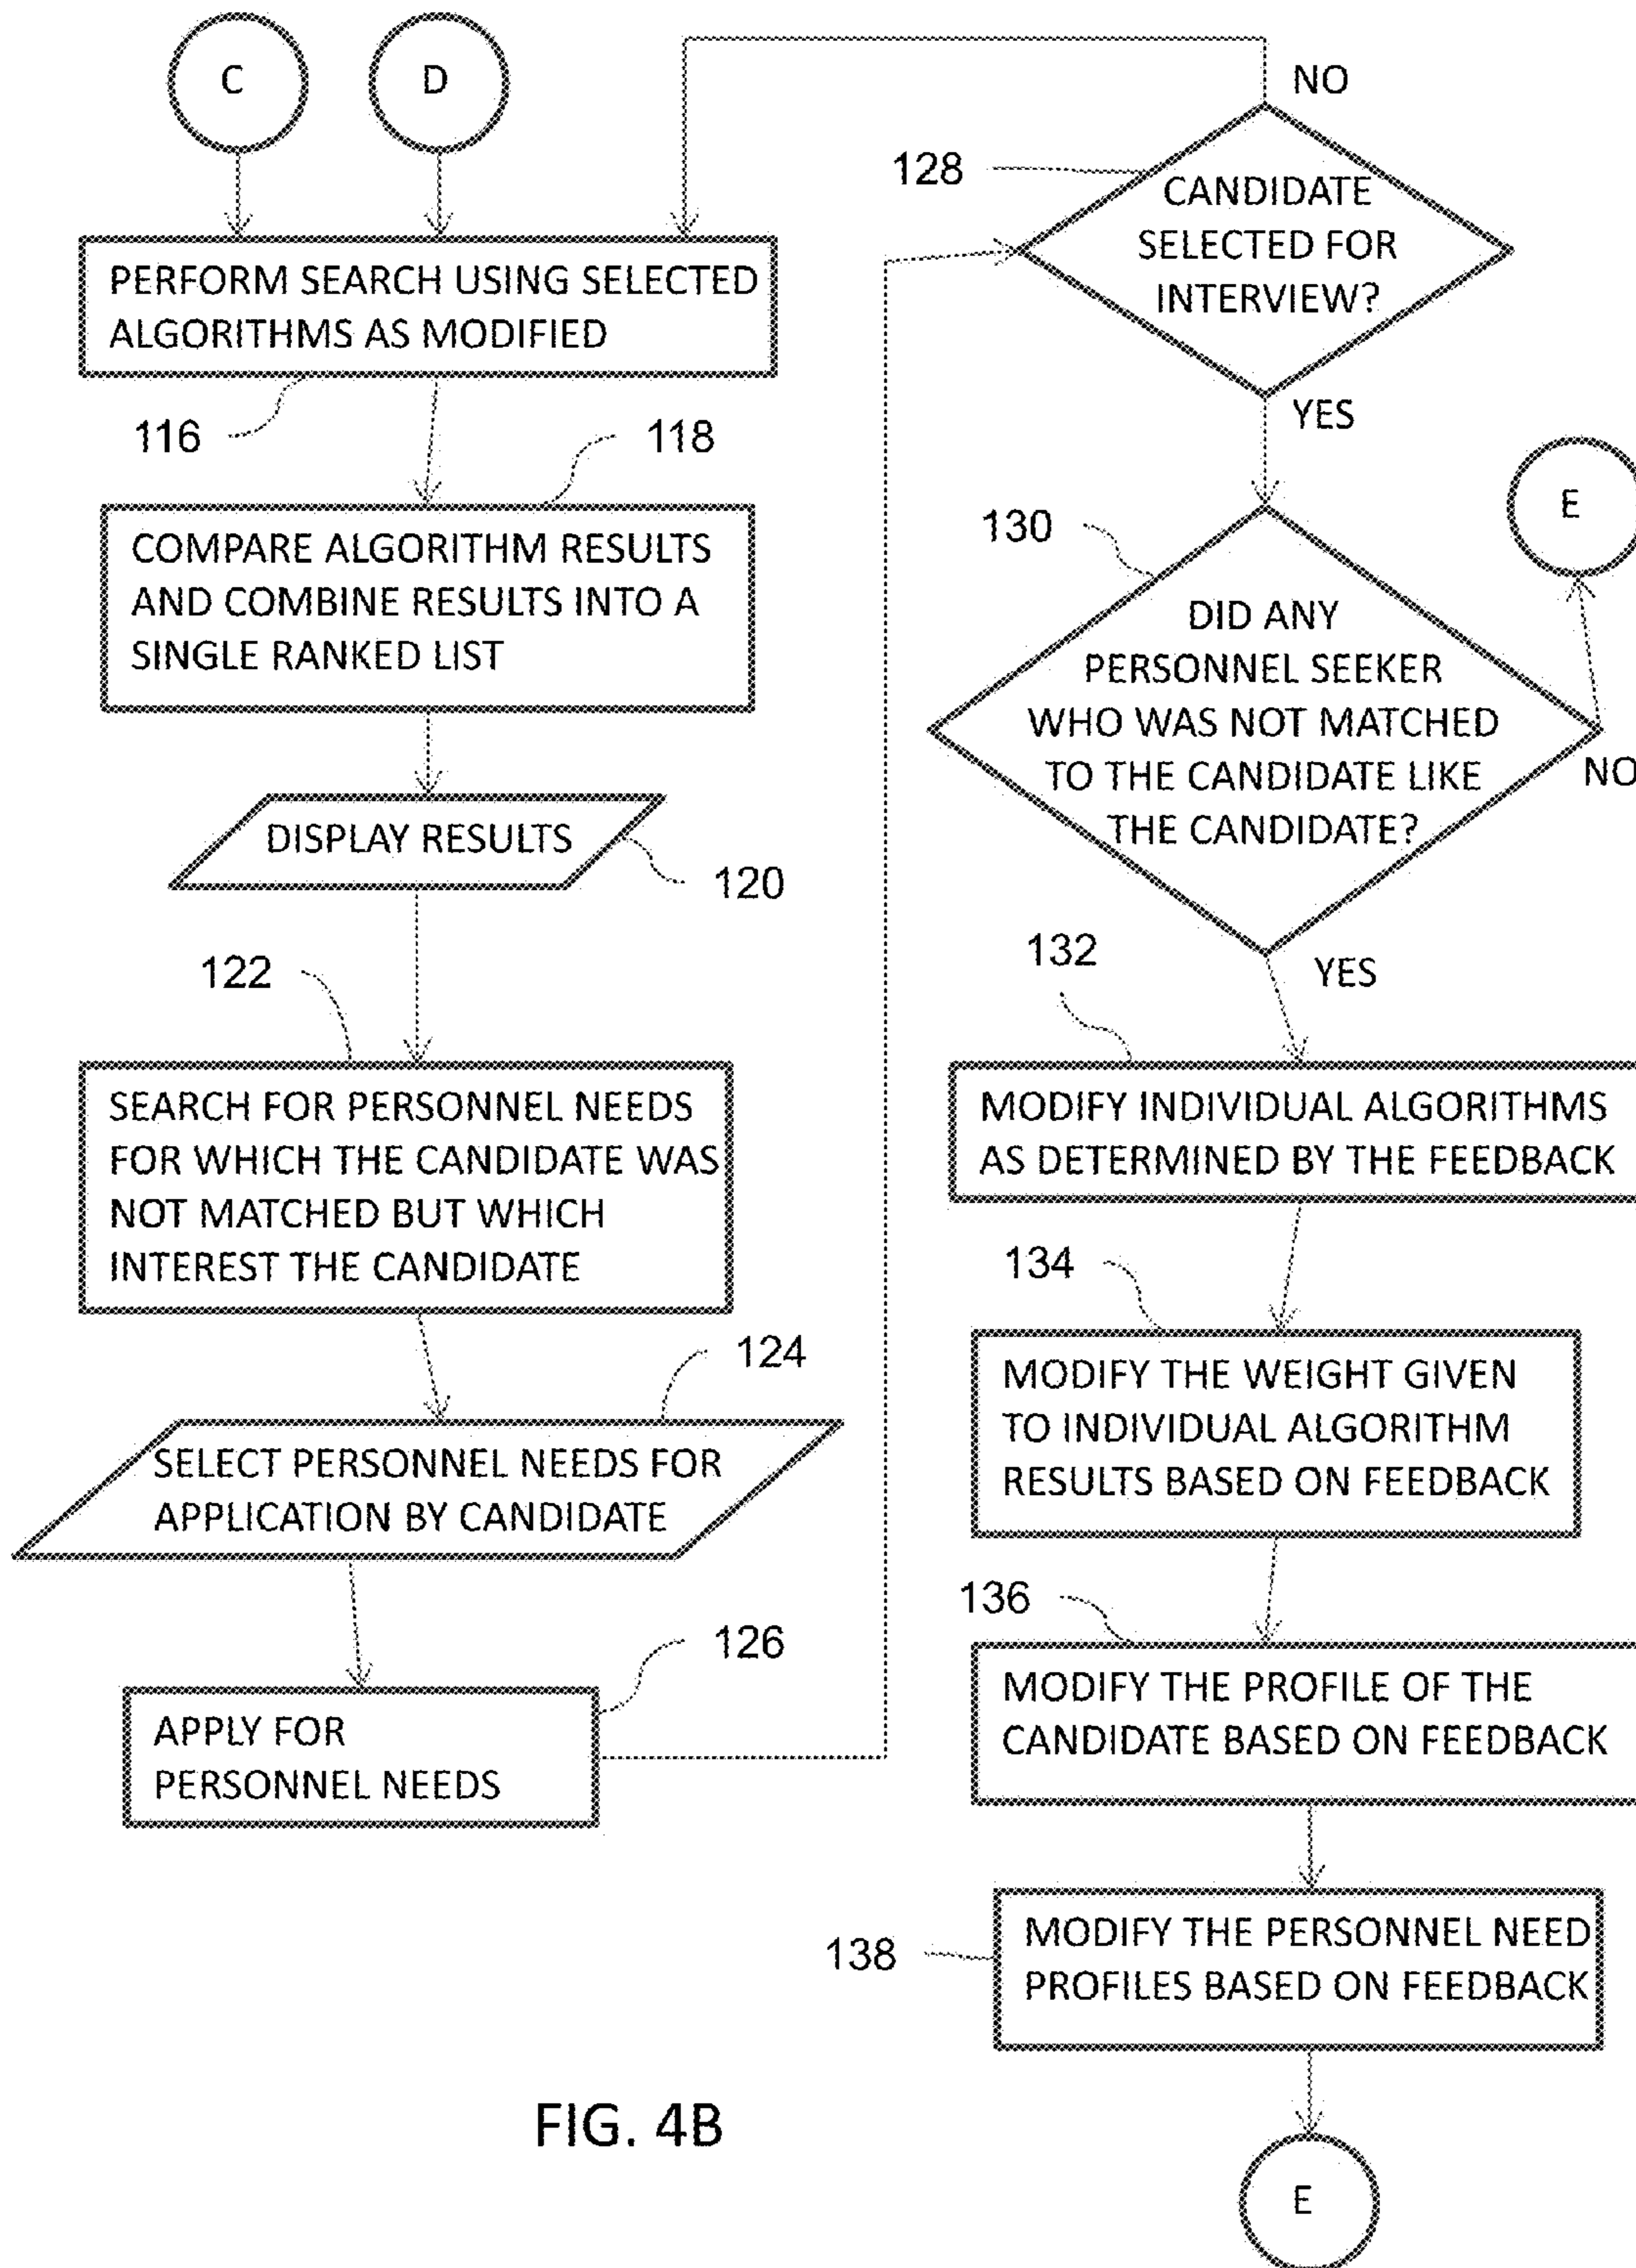 C
D
PERFORM SEARCH USING SELECTED
ALGORITHMS AS MODIFIED
116
118
COMPARE ALGORITHM RESULTS
AND COMBINE RESULTS INTO A
SINGLE RANKED LIST
DISPLAY RESULTS
120
122
SEARCH FOR PERSONNEL NEEDS
FOR WHICH THE CANDIDATE WAS
NOT MATCHED BUT WHICH
INTEREST THE CANDIDATE
124
SELECT PERSONNEL NEEDS FOR
APPLICATION BY CANDIDATE
126
APPLY FOR
PERSONNEL NEEDS
NO
128
CANDIDATE
SELECTED FOR
INTERVIEW?
YES
E
130
DID ANY
PERSONNEL SEEKER
WHO WAS NOT MATCHED
TO THE CANDIDATE LIKE
THE CANDIDATE?
NO
YES
132
MODIFY INDIVIDUAL ALGORITHMS
AS DETERMINED BY THE FEEDBACK
134
MODIFY THE WEIGHT GIVEN
TO INDIVIDUAL ALGORITHM
RESULTS BASED ON FEEDBACK
136
MODIFY THE PROFILE OF THE
CANDIDATE BASED ON FEEDBACK
138
MODIFY THE PERSONNEL NEED
PROFILES BASED ON FEEDBACK
E
FIG. 4B